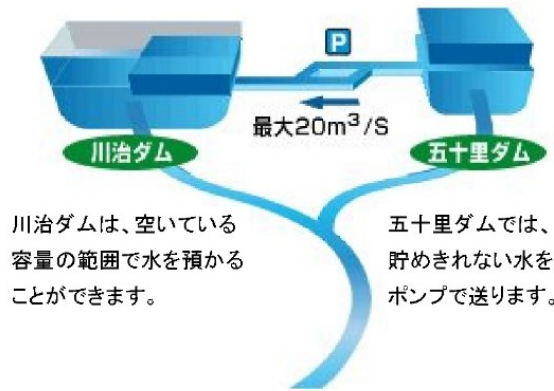 P
最大20m³/S
川治ダム
五十里ダム
川治ダムは、空いている
容量の範囲で水を預かる
ことができます。
五十里ダムでは、
貯めきれない水を
ポンプで送ります。